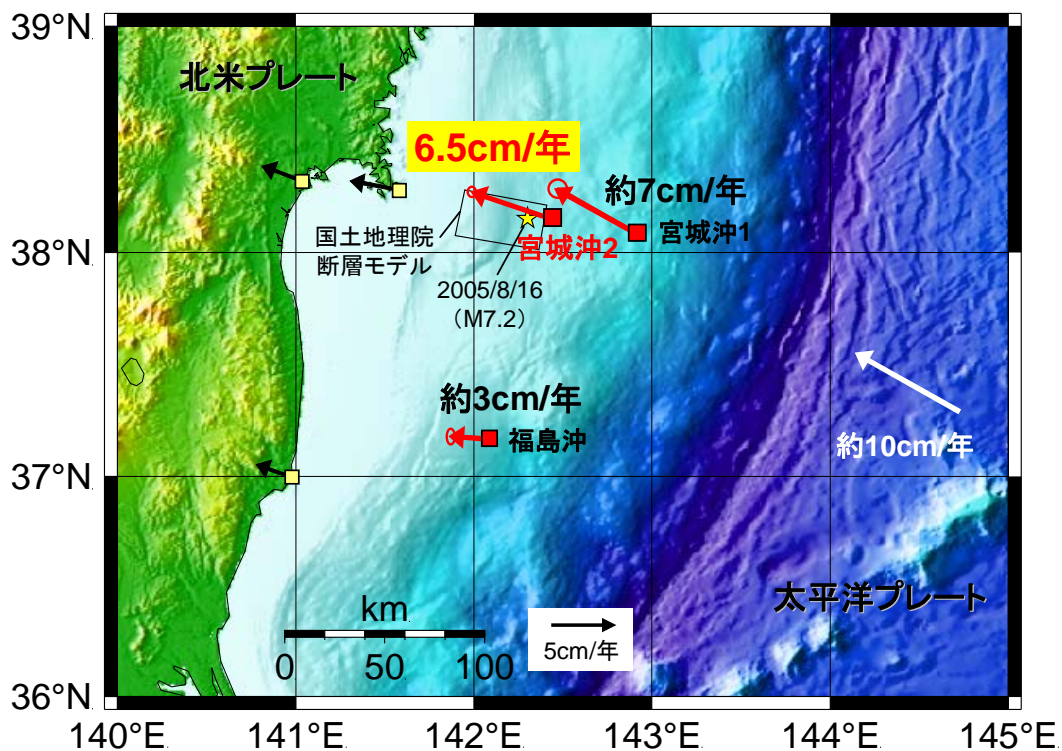 39°N
北米プレート
6.5cm/年
約7cm/年
宮城沖1
宮城沖2
国土地理院
断層モデル
38°N
2005/8/16
（M7.2）
約3cm/年
福島沖
約10cm/年
37°N
太平洋プレート
km
0 50 100
5cm/年
36°N
140°E 141°E 142°E 143°E 144°E 145°E